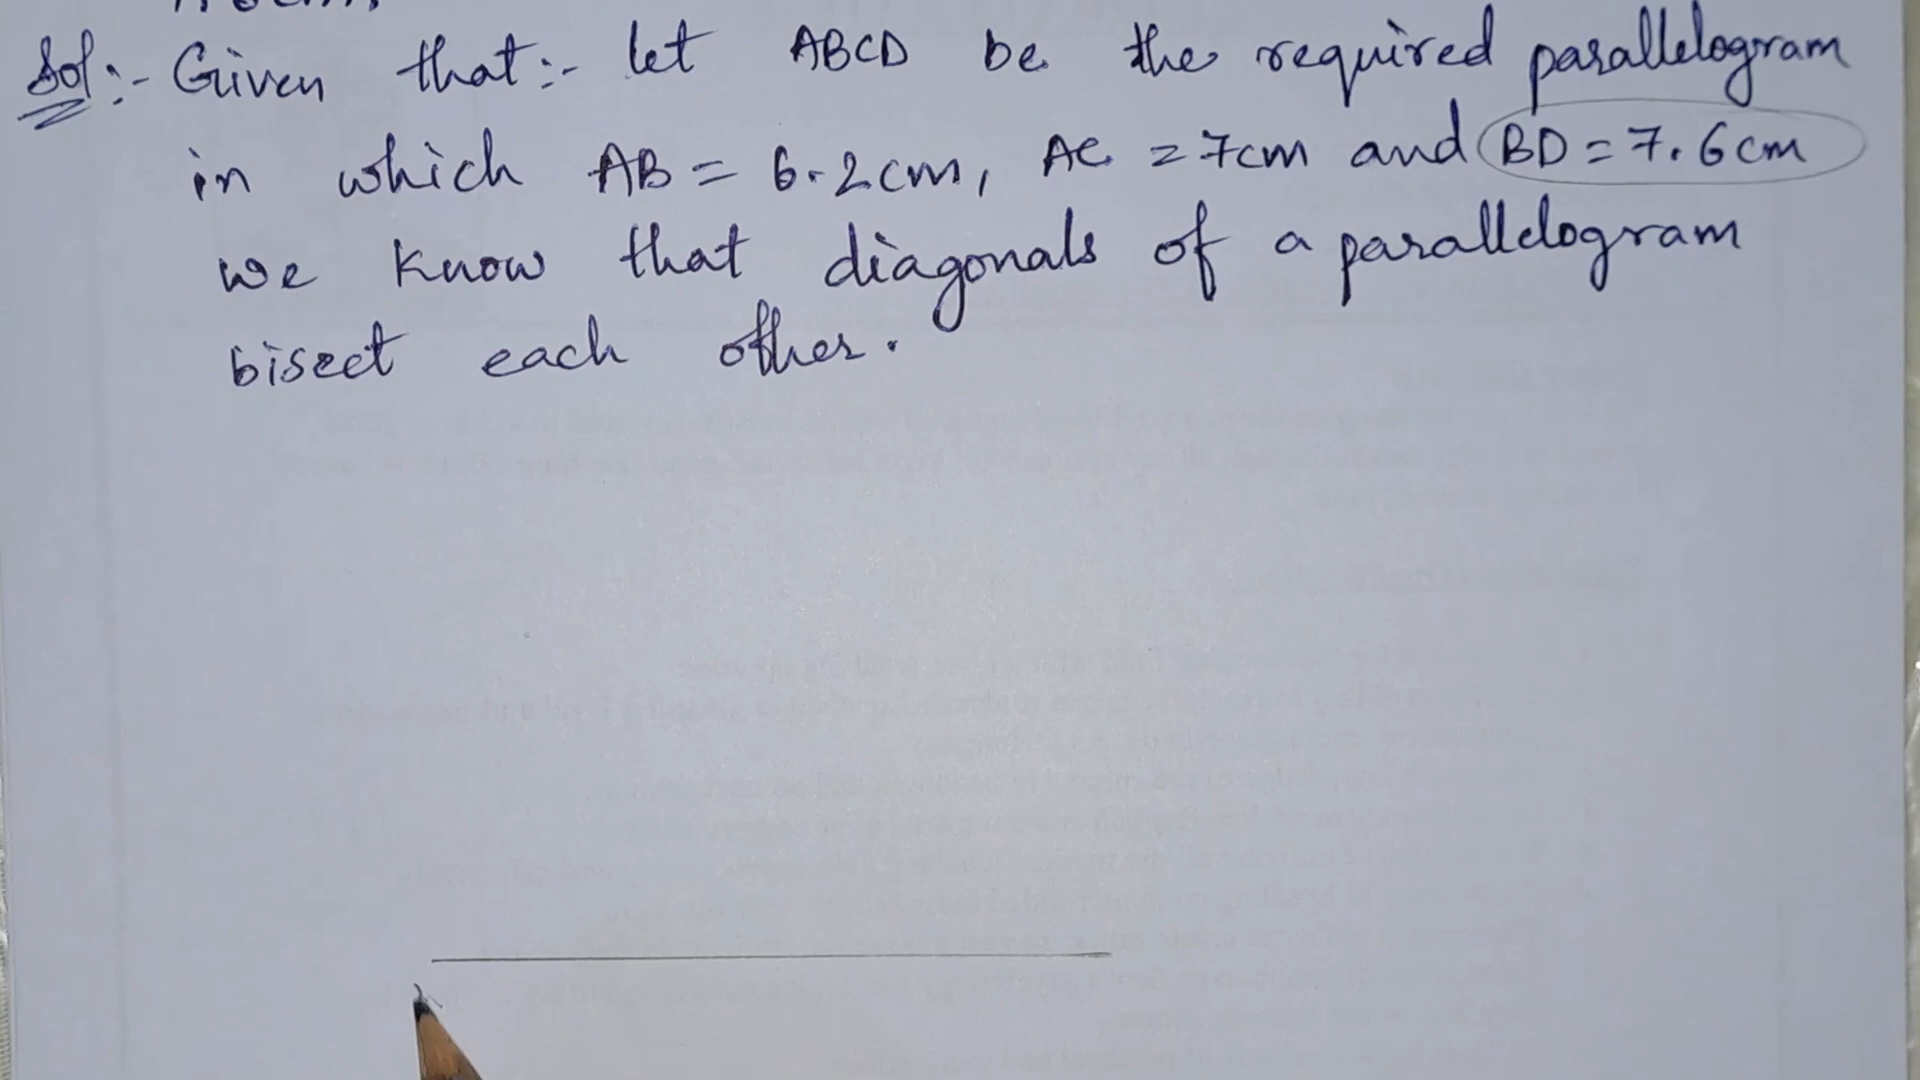 Sol:- Given that:- let ABCD be the required parallelogram
in which AB = 6.2cm, AC = 7cm and BD = 7.6cm
we know that diagonals of a parallelogram
bisect each other.